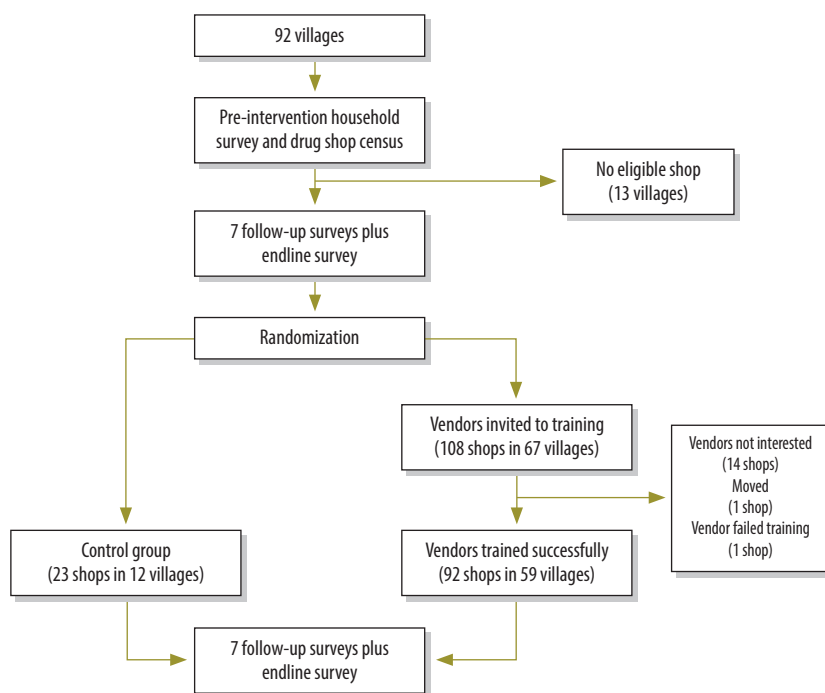 92 villages
Pre-intervention household
survey and drug shop census
No eligible shop
(13 villages)
7 follow-up surveys plus
endline survey
Randomization
Vendors invited to training
(108 shops in 67 villages)
Vendors not interested
(14 shops)
Moved
(1 shop)
Vendor failed training
(1 shop)
Control group
(23 shops in 12 villages)
Vendors trained successfully
(92 shops in 59 villages)
7 follow-up surveys plus
endline survey